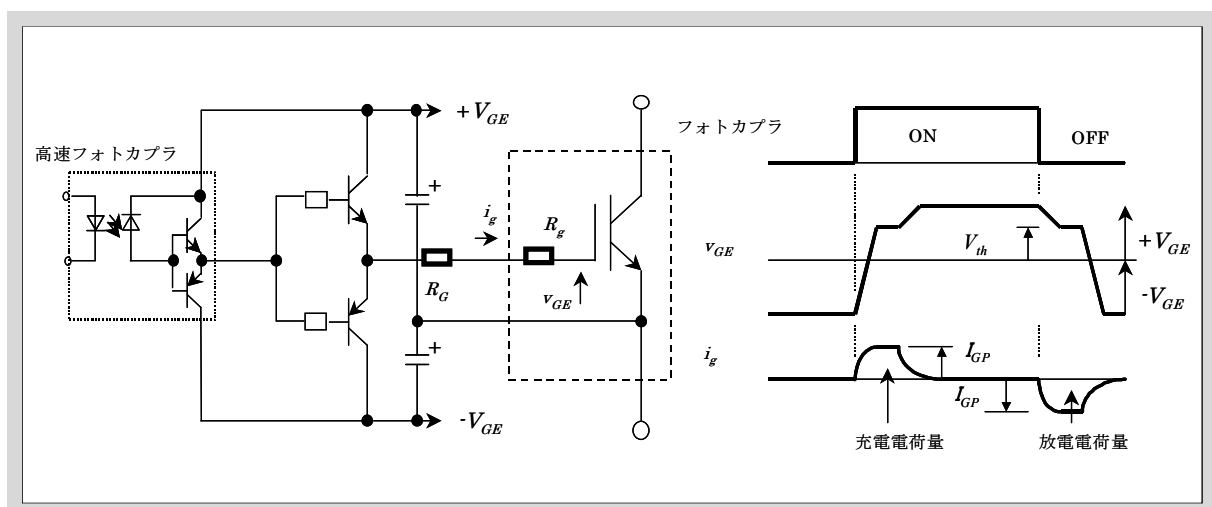 高速フォトカプラ
+V_GE
+
i_g
R_g
R_G
v_GE
+
-V_GE
フォトカプラ
ON
OFF
v_GE
V_th
+V_GE
-V_GE
i_g
I_GP
I_GP
充電電荷量
放電電荷量